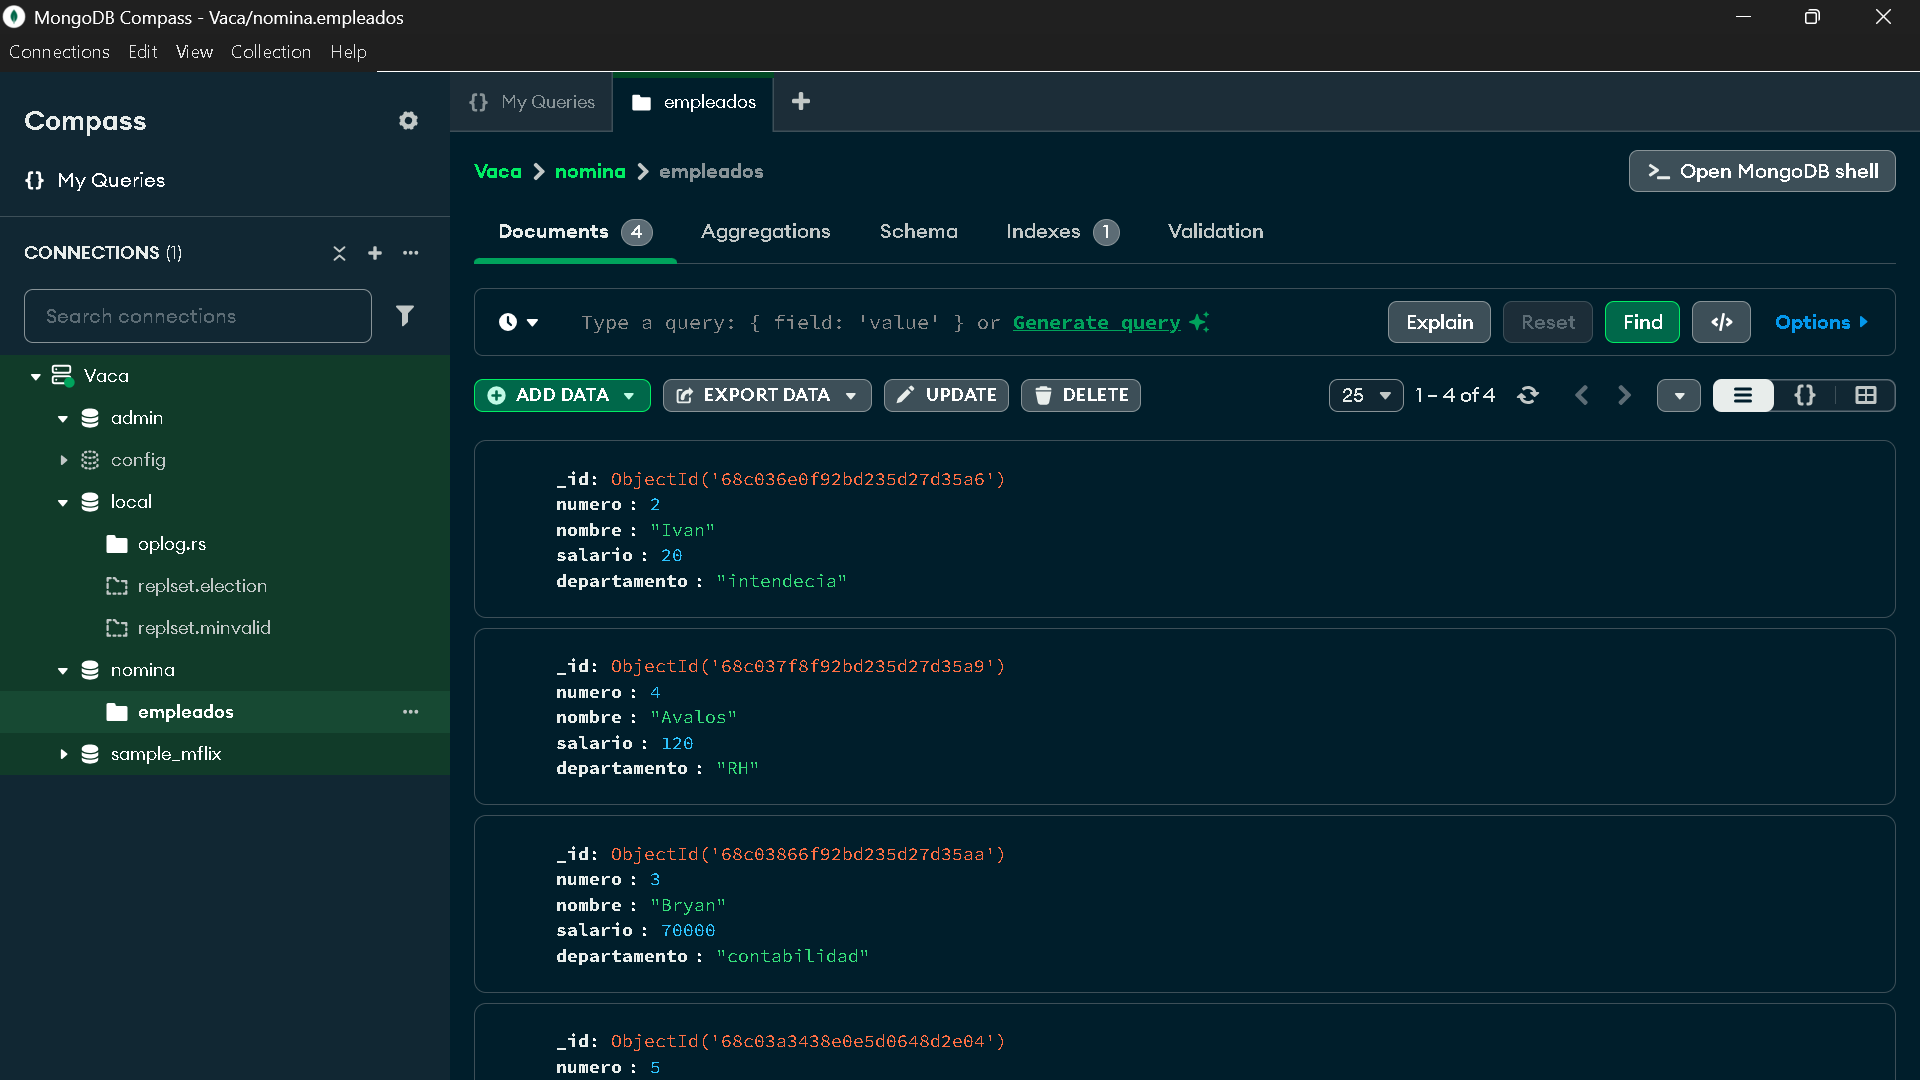 MongoDB Compass - Vaca/nomina.empleados
Connections Edit View Collection Help
Compass
My Queries
CONNECTIONS (1)
Search connections
Vaca
admin
config
local
oplog.rs
replset.election
replset.minvalid
nomina
empleados
sample_mflix
{} My Queries
empleados
Vaca > nomina > empleados
>_ Open MongoDB shell
Documents 4 Aggregations Schema Indexes 1 Validation
Type a query: { field: 'value' } or Generate query
Explain Reset Find </> Options
ADD DATA EXPORT DATA UPDATE DELETE
25 1 – 4 of 4 {}
_id: ObjectId('68c036e0f92bd235d27d35a6')
numero : 2
nombre : "Ivan"
salario : 20
departamento : "intendecia"
_id: ObjectId('68c037f8f92bd235d27d35a9')
numero : 4
nombre : "Avalos"
salario : 120
departamento : "RH"
_id: ObjectId('68c03866f92bd235d27d35aa')
numero : 3
nombre : "Bryan"
salario : 70000
departamento : "contabilidad"
_id: ObjectId('68c03a3438e0e5d0648d2e04')
numero : 5